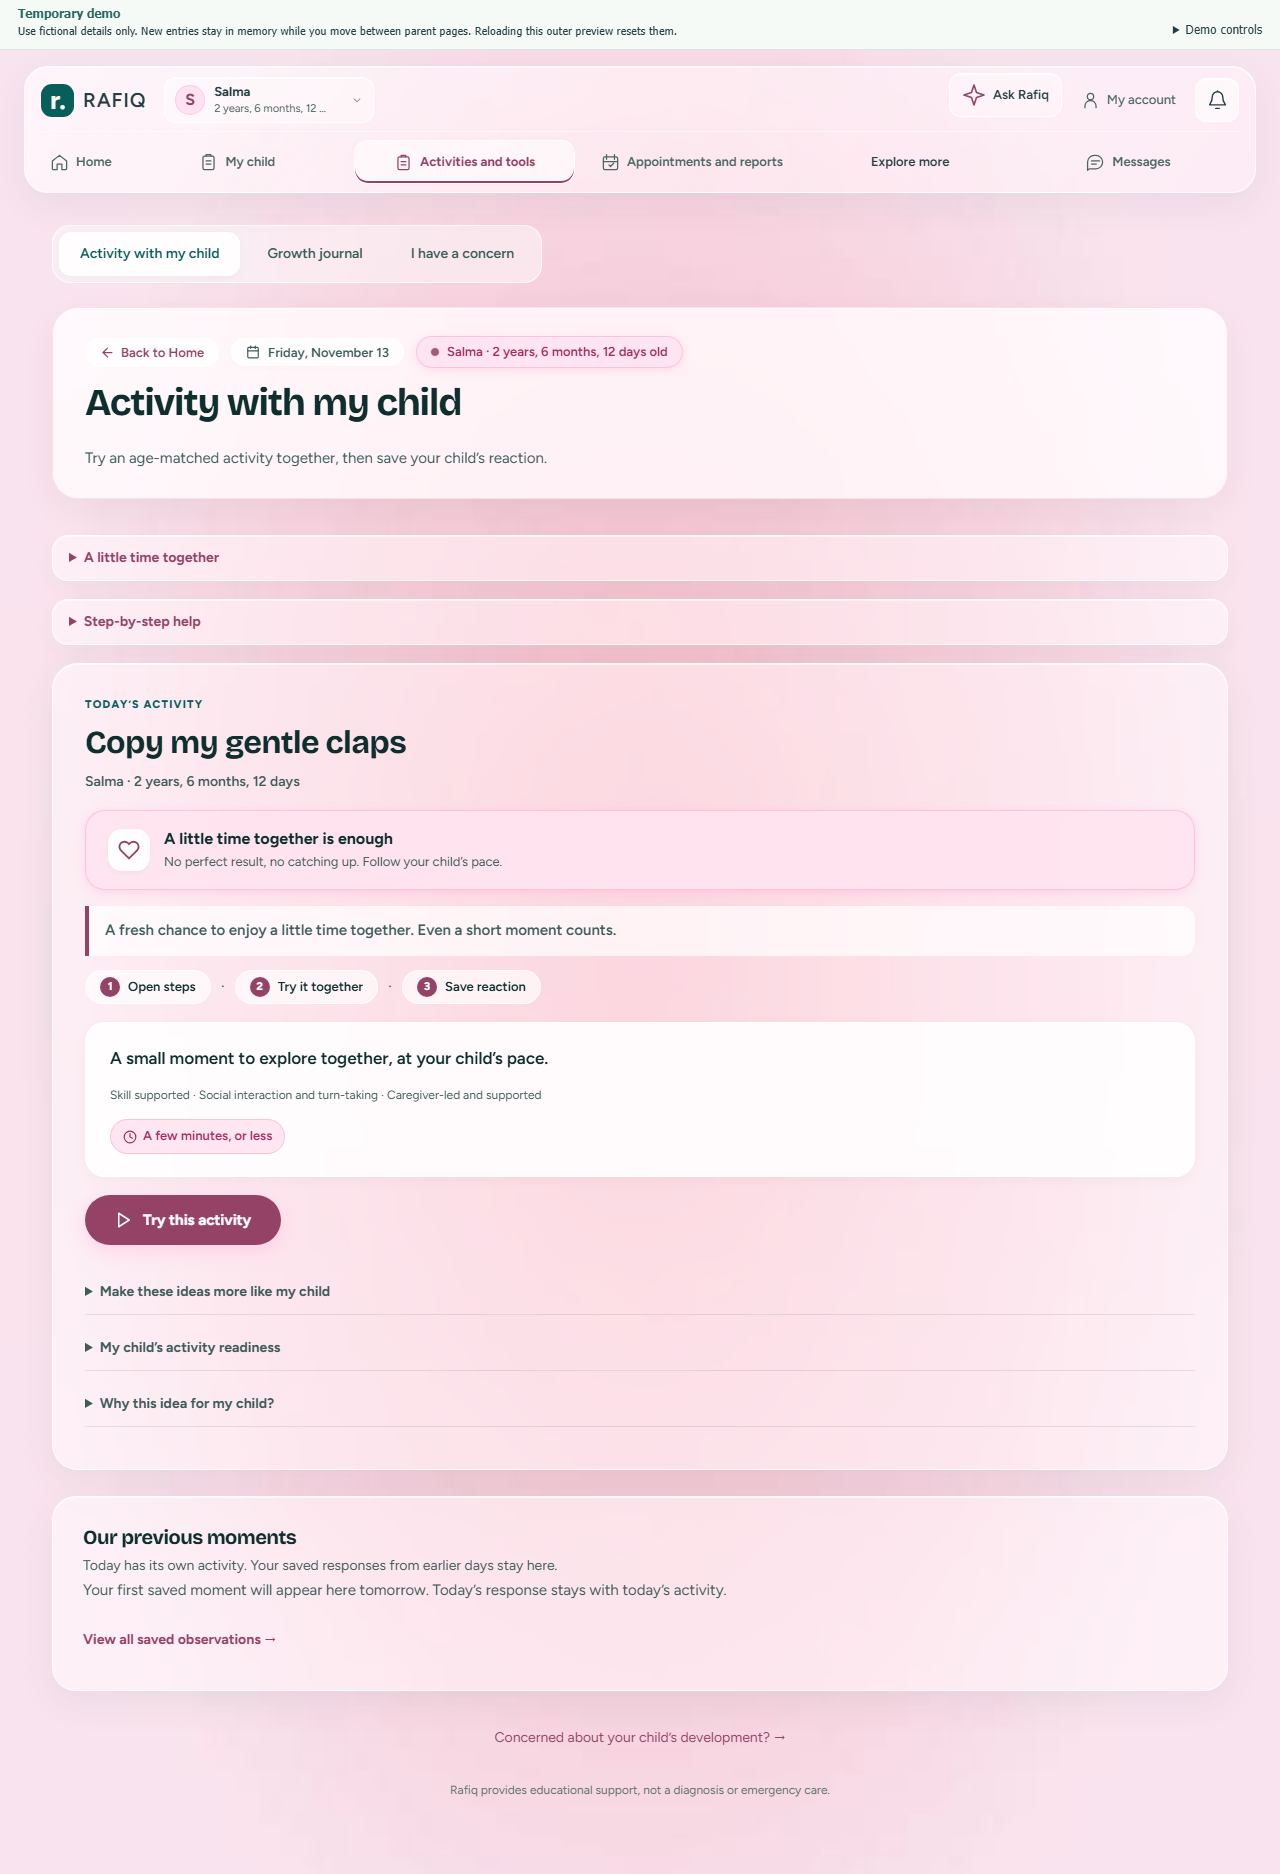 Temporary demo
Use fictional details only. New entries stay in memory while you move between parent pages. Reloading this outer preview resets them.
Demo controls
r. RAFIQ
S
Salma
2 years, 6 months, 12 ...
Ask Rafiq
My account
Home
My child
Activities and tools
Appointments and reports
Explore more
Messages
Activity with my child
Growth journal
I have a concern
Back to Home
Friday, November 13
Salma · 2 years, 6 months, 12 days old
Activity with my child
Try an age-matched activity together, then save your child's reaction.
A little time together
Step-by-step help
TODAY'S ACTIVITY
Copy my gentle claps
Salma · 2 years, 6 months, 12 days
A little time together is enough
No perfect result, no catching up. Follow your child's pace.
A fresh chance to enjoy a little time together. Even a short moment counts.
1 Open steps · 2 Try it together · 3 Save reaction
A small moment to explore together, at your child's pace.
Skill supported · Social interaction and turn-taking · Caregiver-led and supported
A few minutes, or less
Try this activity
Make these ideas more like my child
My child's activity readiness
Why this idea for my child?
Our previous moments
Today has its own activity. Your saved responses from earlier days stay here.
Your first saved moment will appear here tomorrow. Today's response stays with today's activity.
View all saved observations →
Concerned about your child's development? →
Rafiq provides educational support, not a diagnosis or emergency care.